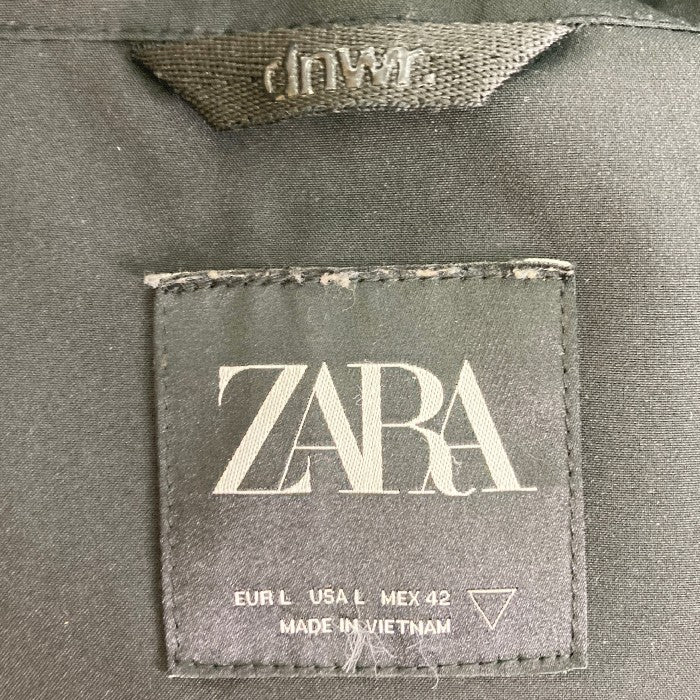 dnwr.
ZARA
EUR L USA L MEX 42
MADE IN VIETNAM